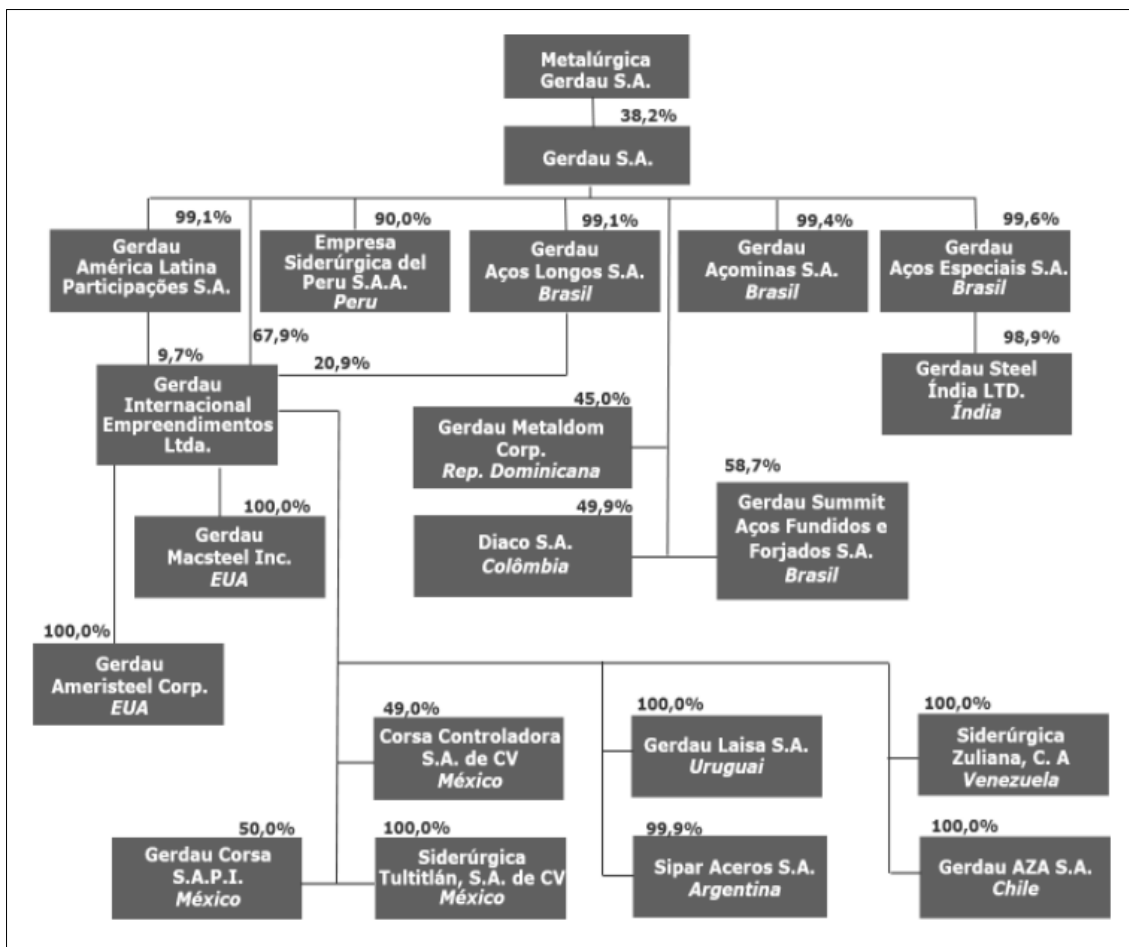 Metalúrgica
Gerdau S.A.
38,2%
Gerdau S.A.
99,1%
Gerdau
América Latina
Participações S.A.
90,0%
Empresa
Siderúrgica del
Peru S.A.A.
Peru
99,1%
Gerdau
Aços Longos S.A.
Brasil
99,4%
Gerdau
Açominas S.A.
Brasil
99,6%
Gerdau
Aços Especiais S.A.
Brasil
67,9%
9,7%
20,9%
Gerdau
Internacional
Empreendimentos
Ltda.
98,9%
Gerdau Steel
Índia LTD.
Índia
45,0%
Gerdau Metaldom
Corp.
Rep. Dominicana
58,7%
Gerdau Summit
Aços Fundidos e
Forjados S.A.
Brasil
49,9%
Diaco S.A.
Colômbia
100,0%
Gerdau
Macsteel Inc.
EUA
100,0%
Gerdau
Ameristeel Corp.
EUA
49,0%
Corsa Controladora
S.A. de CV
México
100,0%
Gerdau Laisa S.A.
Uruguai
100,0%
Siderúrgica
Zuliana, C. A
Venezuela
50,0%
Gerdau Corsa
S.A.P.I.
México
100,0%
Siderúrgica
Tultitlán, S.A. de CV
México
99,9%
Sipar Aceros S.A.
Argentina
100,0%
Gerdau AZA S.A.
Chile